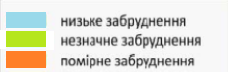 низьке забруднення
незначне забруднення
помірне забруднення